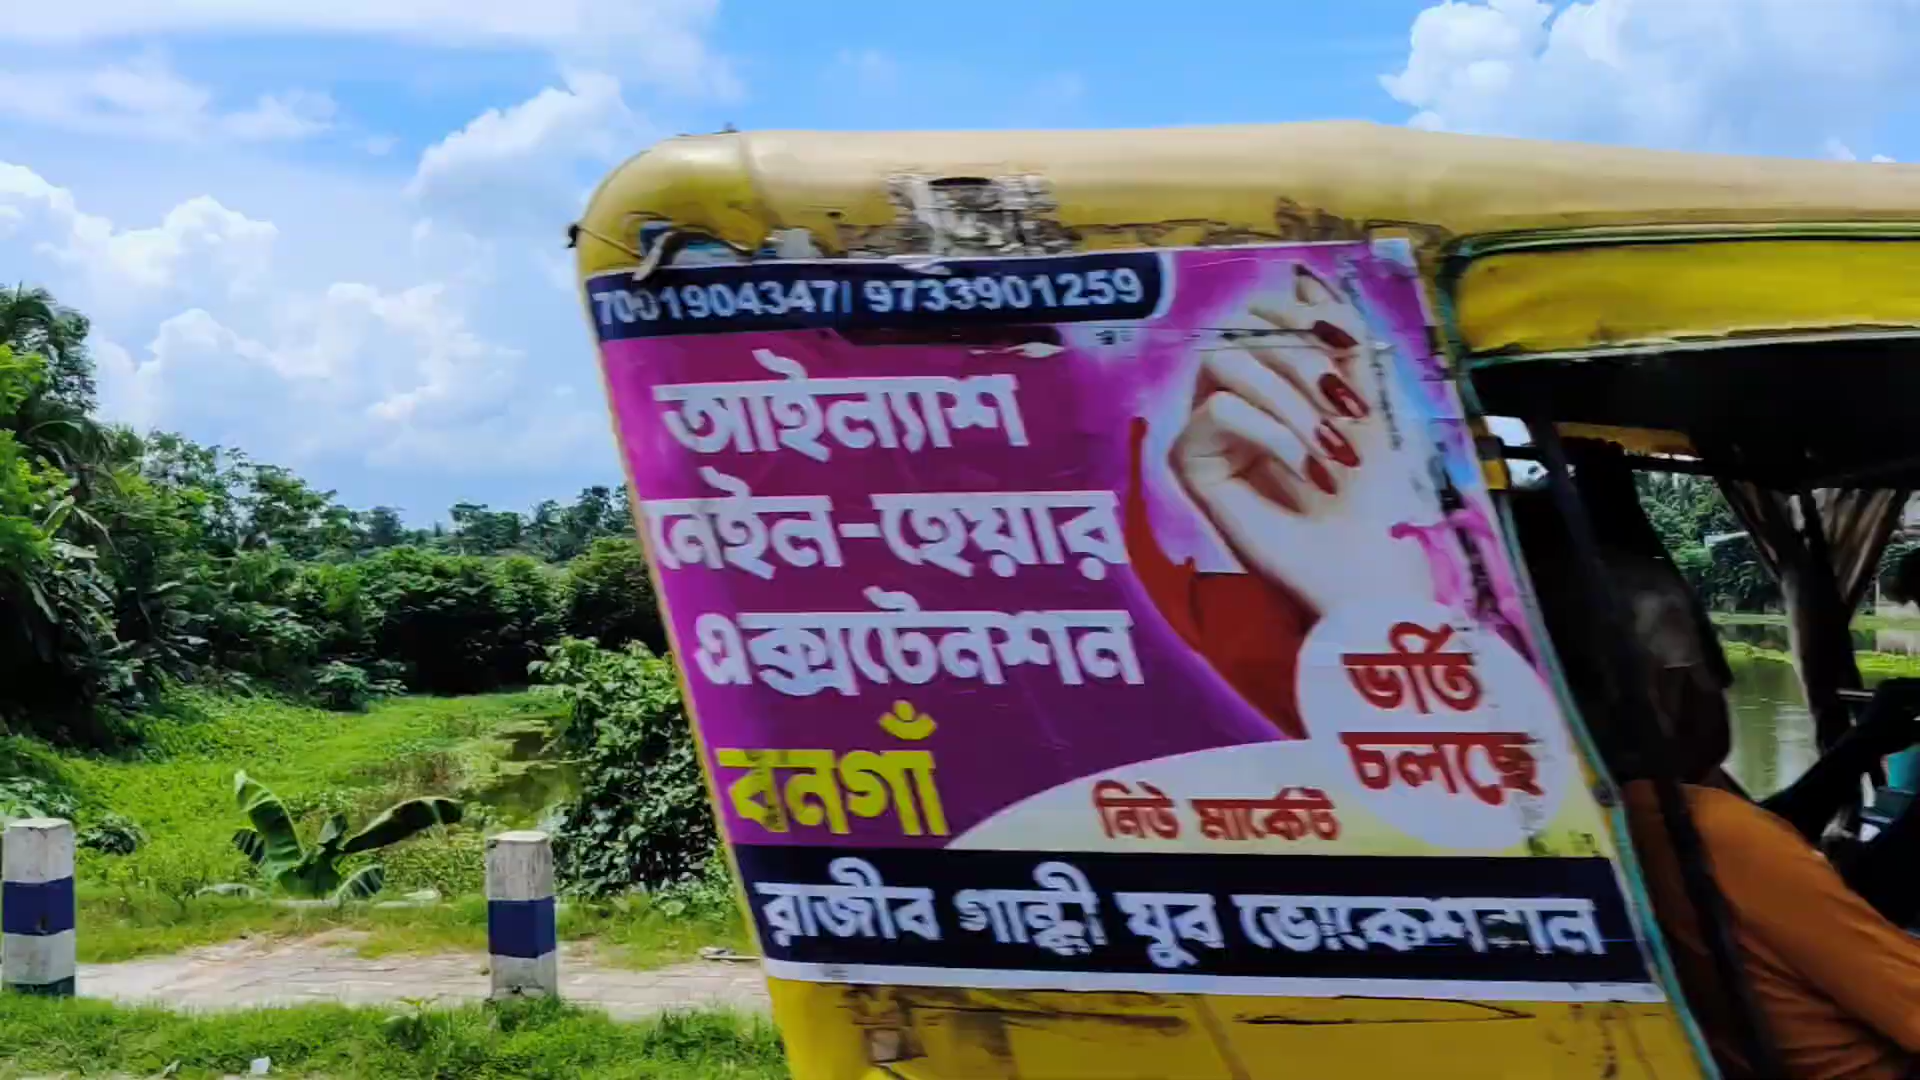 7001904347/ 9733901259
আইল্যাশ
নেইল-হেয়ার
এক্সটেনশন
বনগাঁ
নিউ মার্কেট
ভর্তি
চলছে
রাজীব গান্ধী যুব ভোকেশনাল